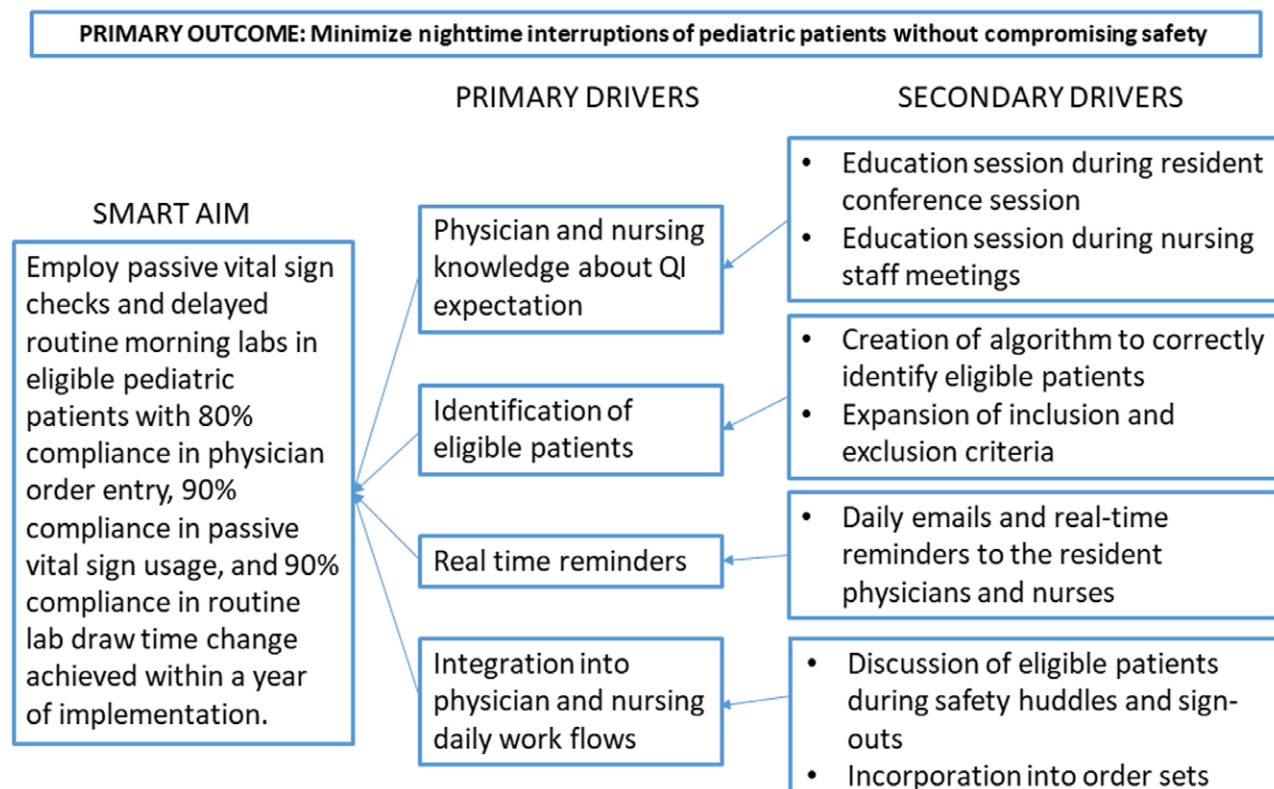 PRIMARY OUTCOME: Minimize nighttime interruptions of pediatric patients without compromising safety
PRIMARY DRIVERS
SECONDARY DRIVERS
SMART AIM
Employ passive vital sign
checks and delayed
routine morning labs in
eligible pediatric
patients with 80%
compliance in physician
order entry, 90%
compliance in passive
vital sign usage, and 90%
compliance in routine
lab draw time change
achieved within a year
of implementation.
Physician and nursing
knowledge about QI
expectation
Identification of
eligible patients
Real time reminders
Integration into
physician and nursing
daily work flows
• Education session during resident
conference session
• Education session during nursing
staff meetings
• Creation of algorithm to correctly
identify eligible patients
• Expansion of inclusion and
exclusion criteria
• Daily emails and real-time
reminders to the resident
physicians and nurses
• Discussion of eligible patients
during safety huddles and sign-
outs
• Incorporation into order sets